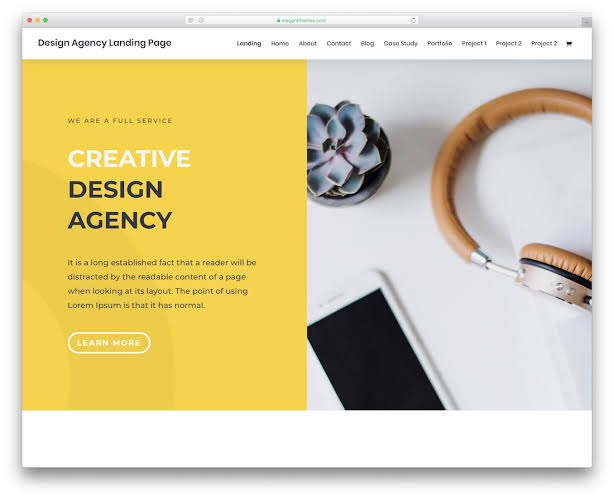 elegantthemes.com
Design Agency Landing Page
Landing Home About Contact Blog Case Study Portfolio Project 1 Project 2 Project 2
WE ARE A FULL SERVICE
CREATIVE
DESIGN
AGENCY
It is a long established fact that a reader will be
distracted by the readable content of a page
when looking at its layout. The point of using
Lorem Ipsum is that it has normal.
LEARN MORE